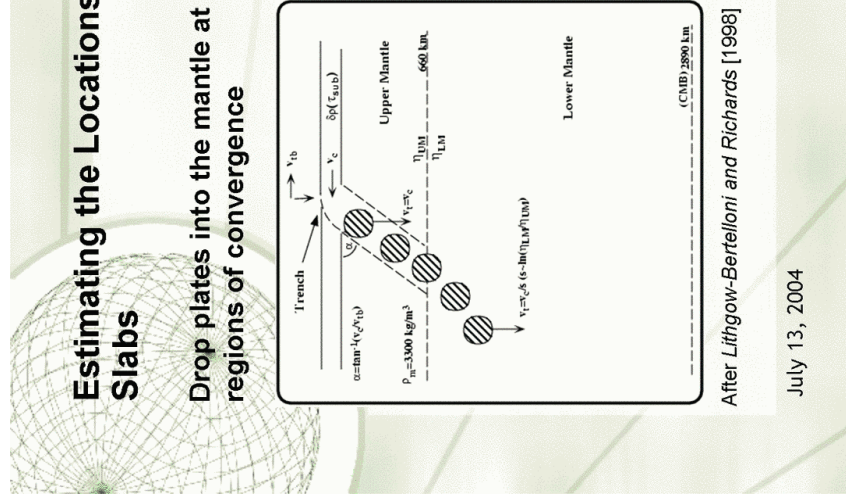 Estimating the Locations
Slabs
Drop plates into the mantle at
regions of convergence
v_tb
Trench
v_c
δρ(τ_sub)
α
α=tan⁻¹(v_c/v_tb)
Upper Mantle
v_t=v_c
ρ_m=3300 kg/m³
η_UM
660 km
η_LM
v_t=v_c/s (s~ln(η_LM/η_UM)
Lower Mantle
(CMB) 2890 km
After Lithgow-Bertelloni and Richards [1998]
July 13, 2004